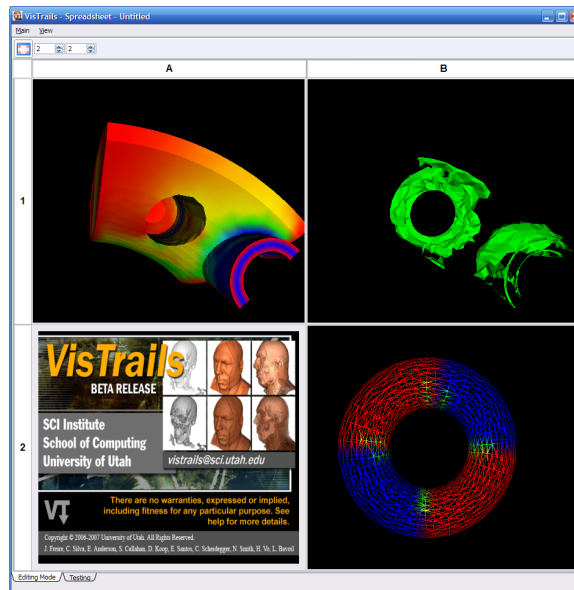 VisTrails - Spreadsheet - Untitled
Main View
2 2
A B
1
2
VisTrails
BETA RELEASE
SCI Institute
School of Computing
University of Utah
vistrails@sci.utah.edu
VT
There are no warranties, expressed or implied,
including fitness for any particular purpose. See
help for more details.
Copyright © 2006-2007 University of Utah. All Rights Reserved.
J. Freire, C. Silva, E. Anderson, S. Callahan, D. Koop, E. Santos, C. Scheidegger, N. Smith, H. Vo, L. Bavoil
Editing Mode Testing